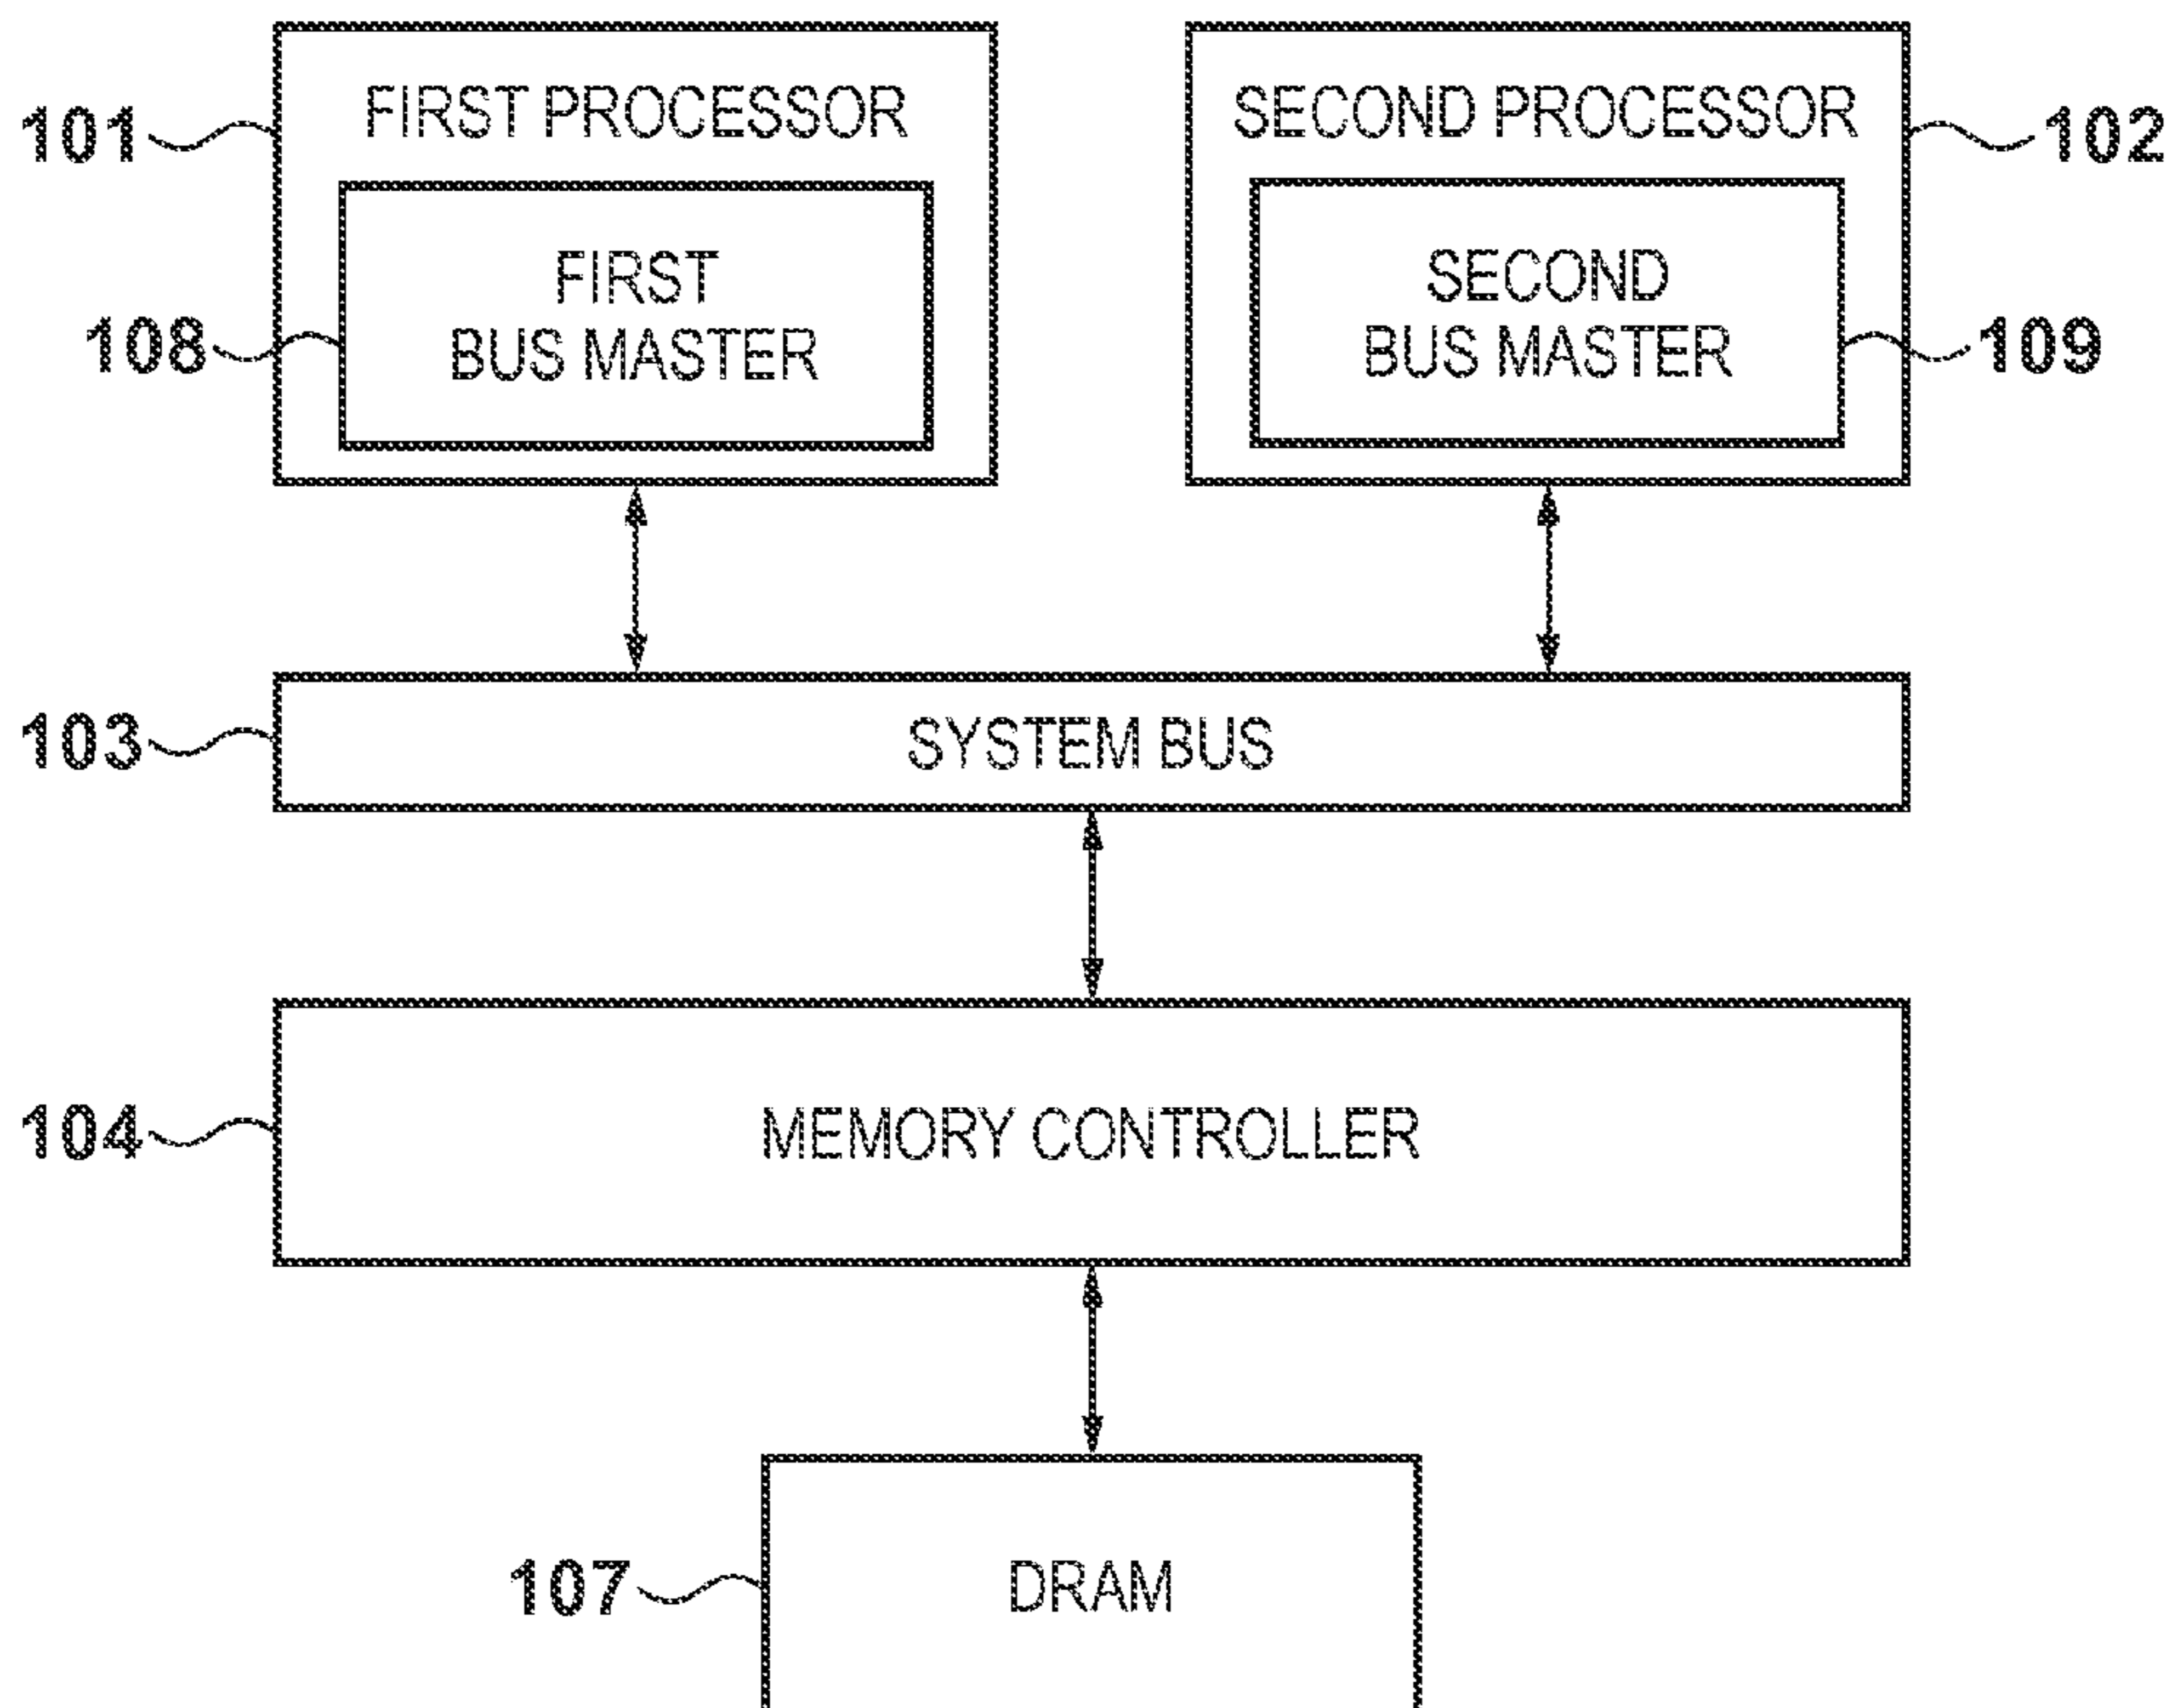 FIRST PROCESSOR
SECOND PROCESSOR
101
102
FIRST
BUS MASTER
SECOND
BUS MASTER
108
109
103
SYSTEM BUS
104
MEMORY CONTROLLER
107
DRAM